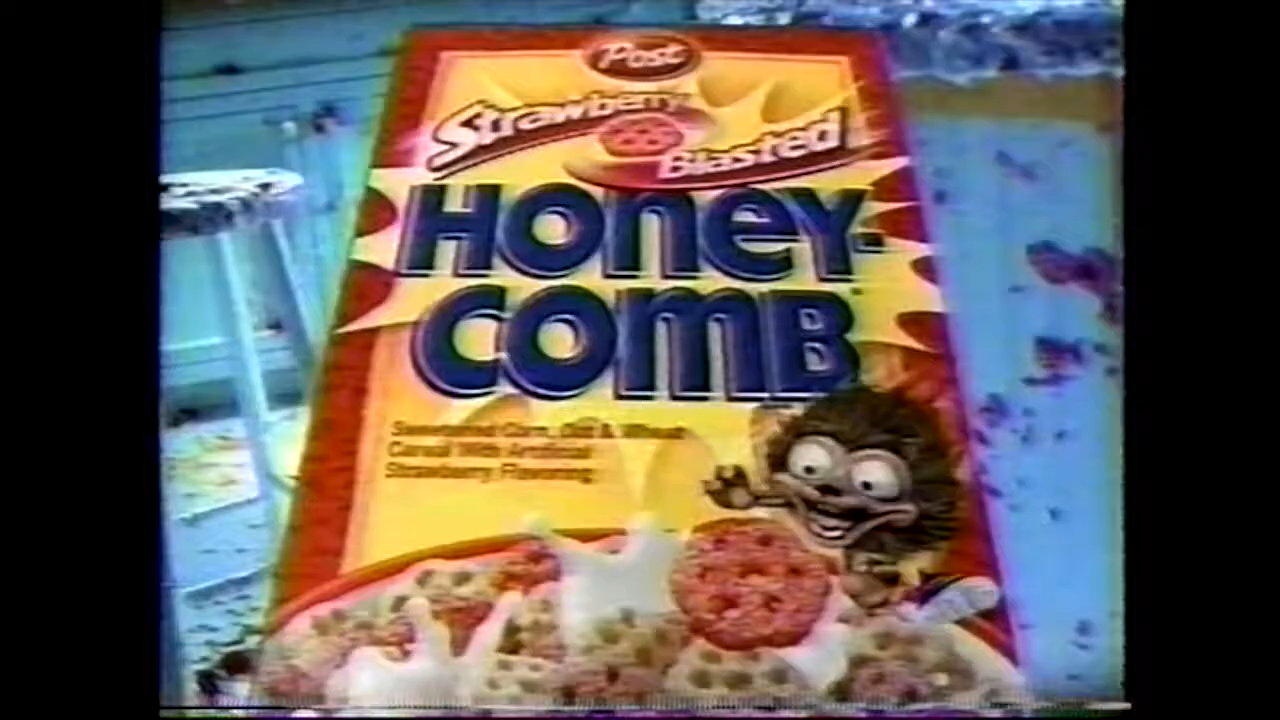 Post
Strawberry
Blasted
HONEY-
COMB
Sweetened Corn, Oat & Wheat
Cereal With Artificial
Strawberry Flavoring